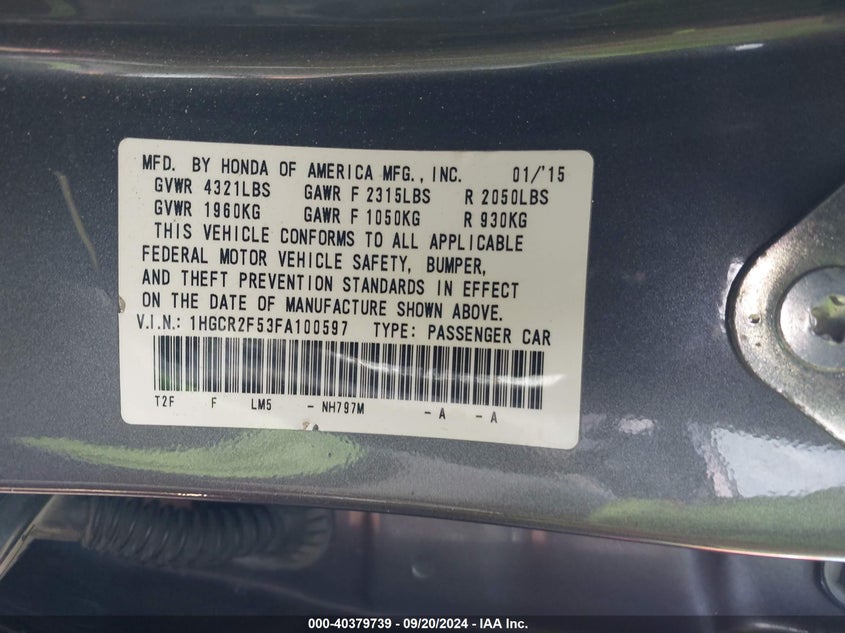 MFD. BY HONDA OF AMERICA MFG., INC. 01/'15
GVWR 4321LBS GAWR F 2315LBS R 2050LBS
GVWR 1960KG GAWR F 1050KG R 930KG
THIS VEHICLE CONFORMS TO ALL APPLICABLE
FEDERAL MOTOR VEHICLE SAFETY, BUMPER,
AND THEFT PREVENTION STANDARDS IN EFFECT
ON THE DATE OF MANUFACTURE SHOWN ABOVE.
V.I.N.: 1HGCR2F53FA100597 TYPE: PASSENGER CAR
T2F F LM5 - NH797M - A - A
000-40379739 - 09/20/2024 - IAA Inc.